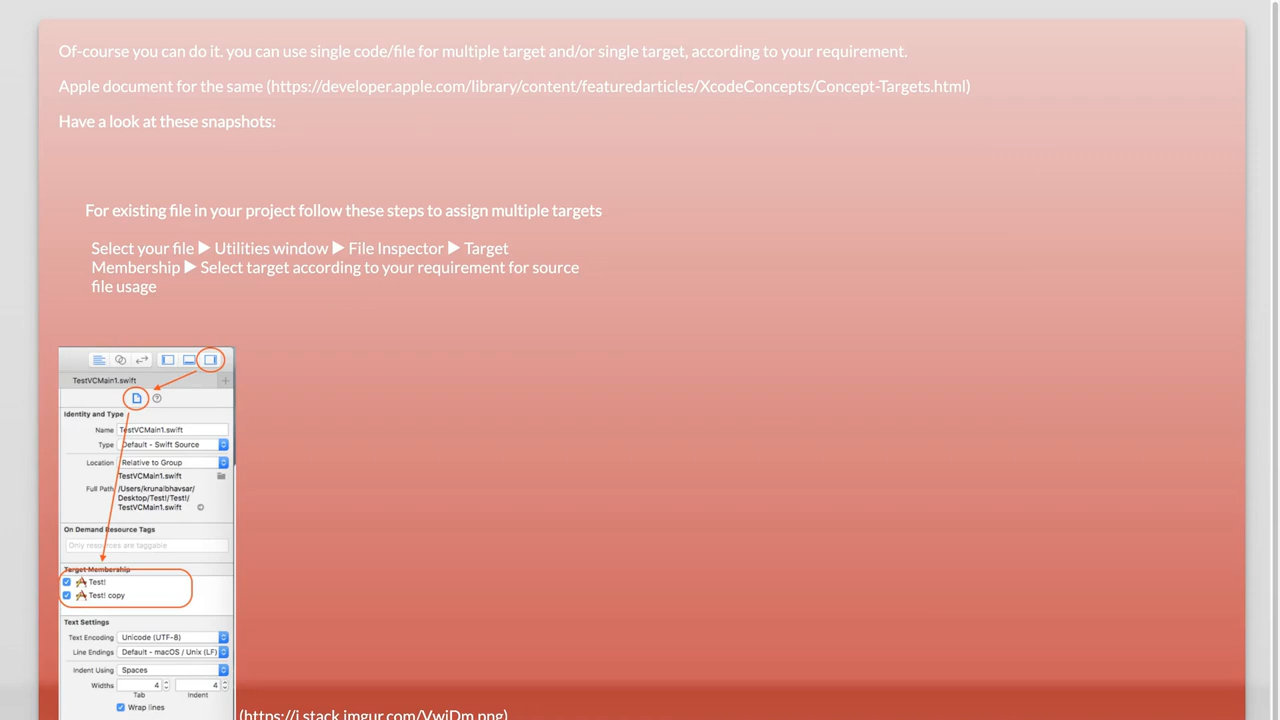 Of-course you can do it. you can use single code/file for multiple target and/or single target, according to your requirement.
Apple document for the same (https://developer.apple.com/library/content/featuredarticles/XcodeConcepts/Concept-Targets.html)
Have a look at these snapshots:
For existing file in your project follow these steps to assign multiple targets
Select your file ▶ Utilities window ▶ File Inspector ▶ Target
Membership ▶ Select target according to your requirement for source
file usage
TestVCMain1.swift
Identity and Type
Name TestVCMain1.swift
Type Default - Swift Source
Location Relative to Group
TestVCMain1.swift
Full Path /Users/krunalbhavsar/
Desktop/Test!/Test!/
TestVCMain1.swift
On Demand Resource Tags
Only resources are taggable
Target Membership
Test!
Test! copy
Text Settings
Text Encoding Unicode (UTF-8)
Line Endings Default - macOS / Unix (LF)
Indent Using Spaces
Widths 4 4
Tab Indent
Wrap lines
(https://i.stack.imgur.com/VwiDm.png)